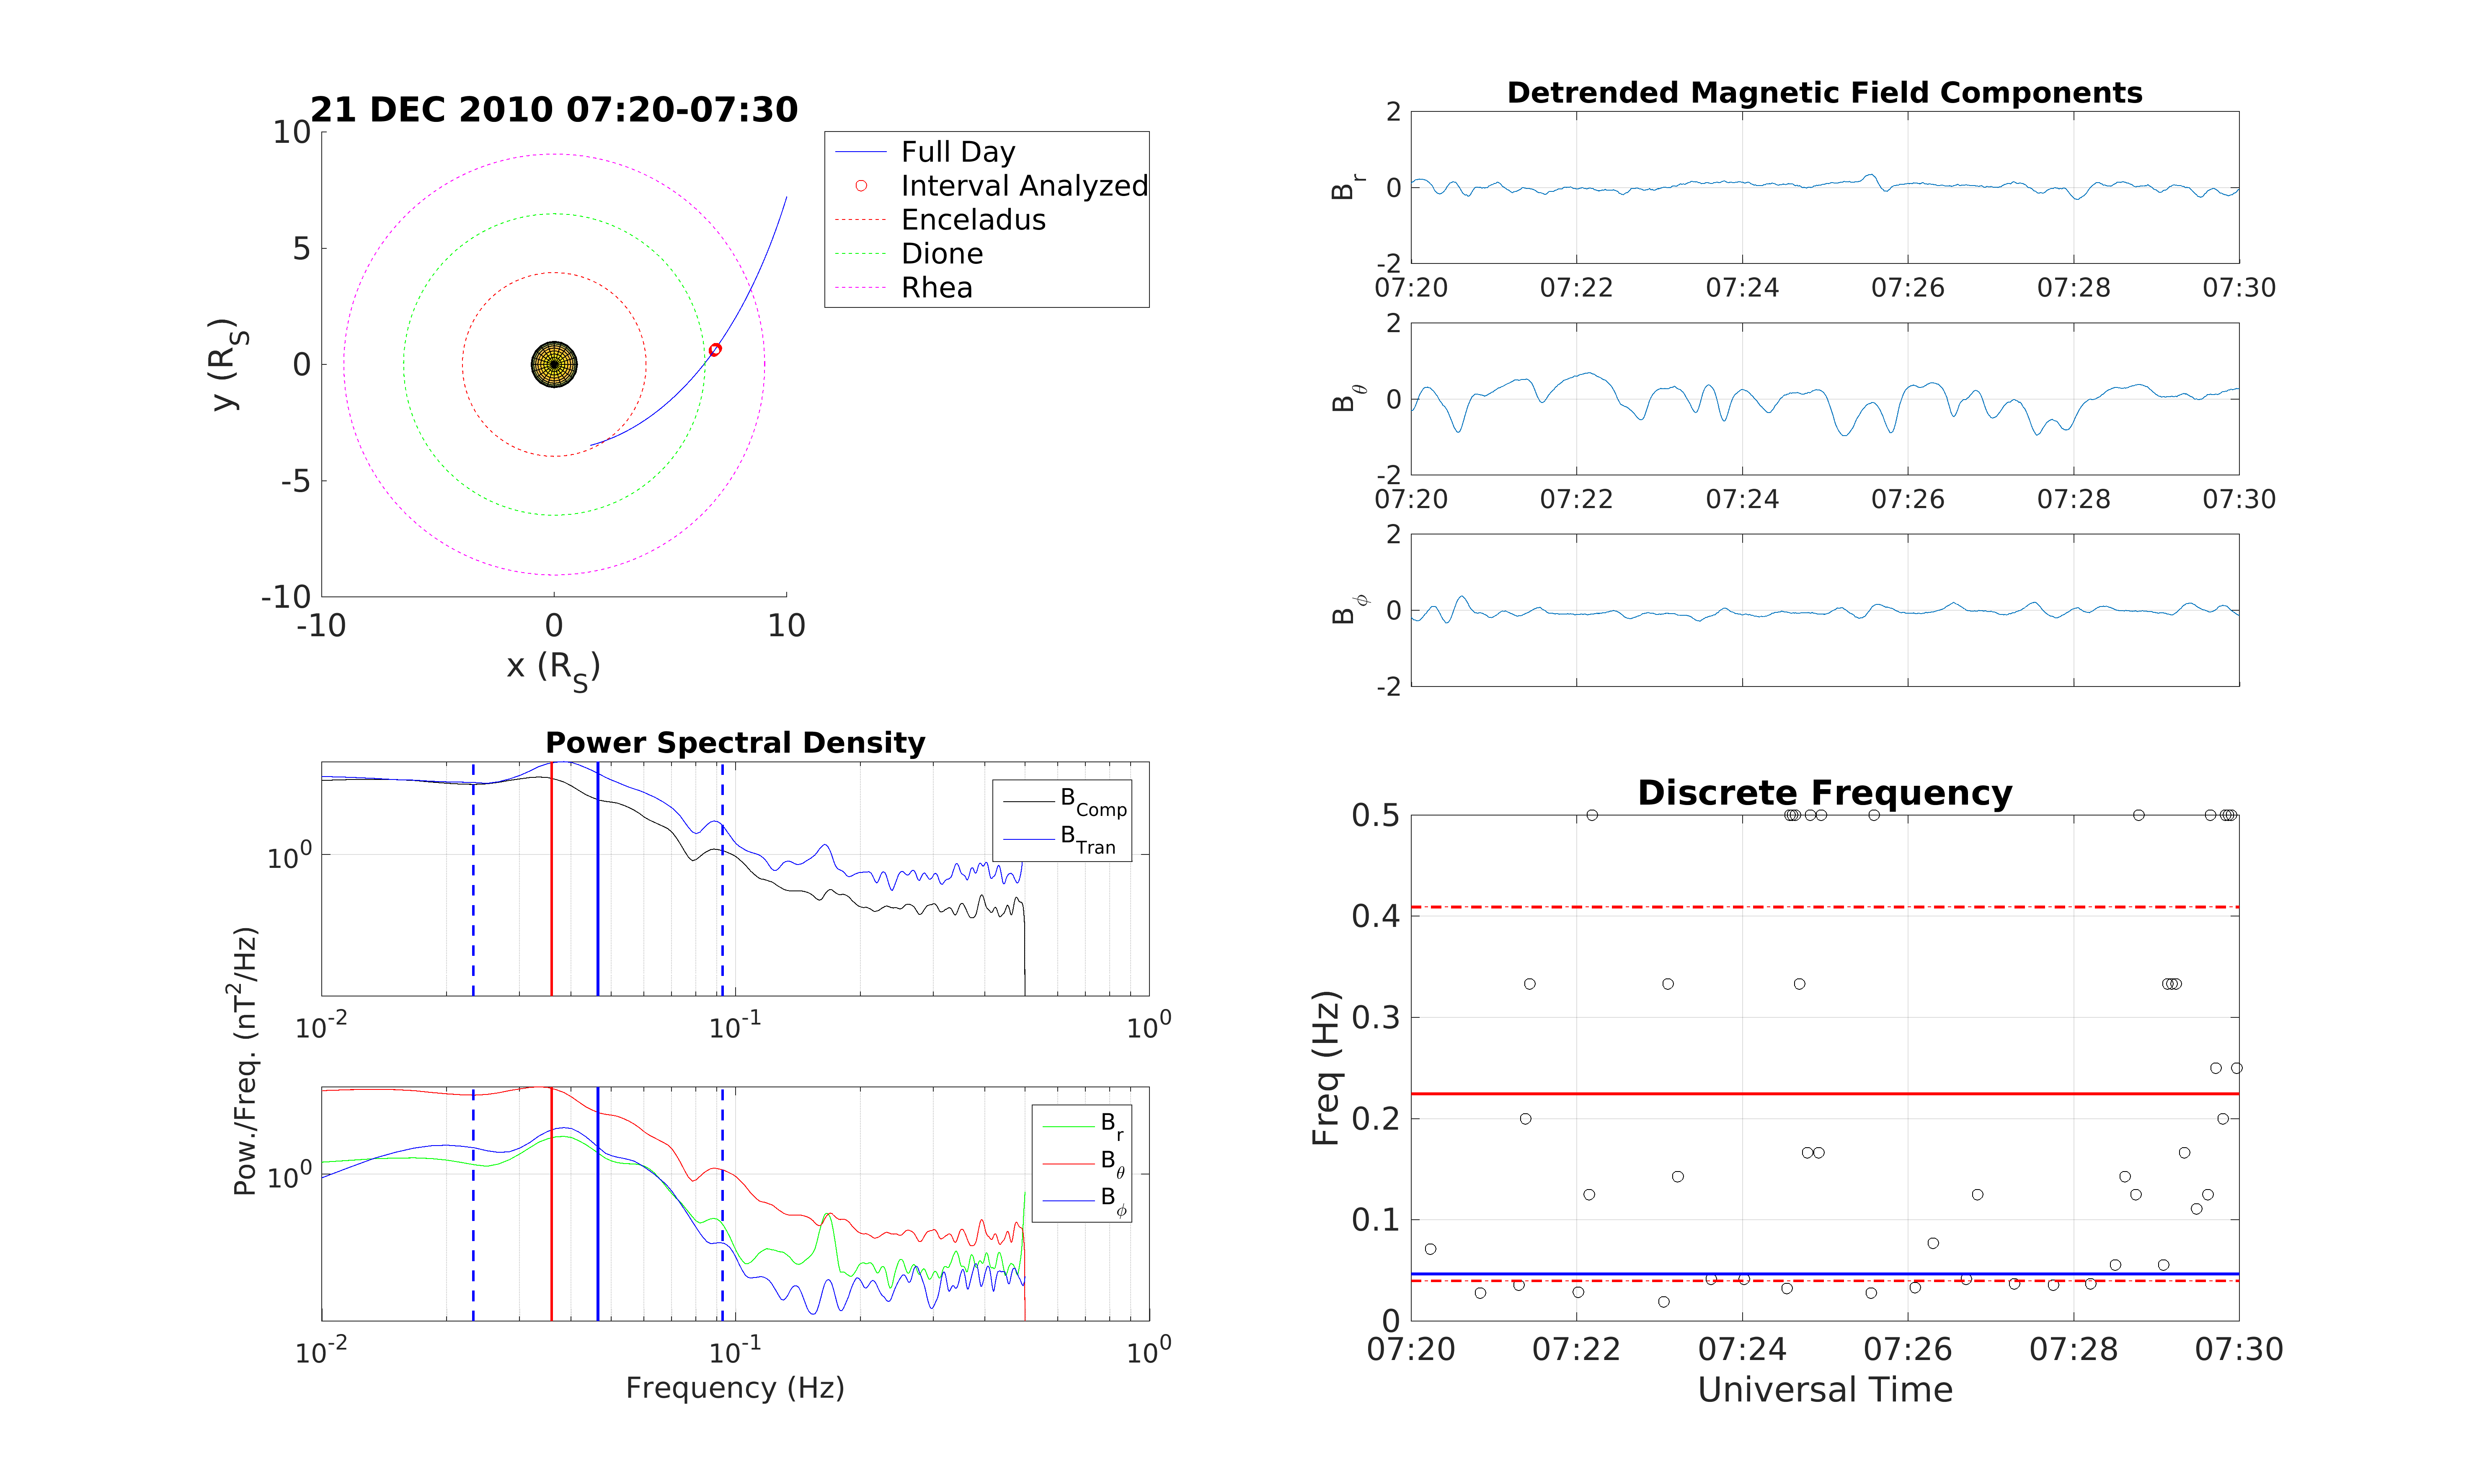 21 DEC 2010 07:20-07:30
10
5
0
-5
-10
-10 0 10
y (R_S)
x (R_S)
Full Day
Interval Analyzed
Enceladus
Dione
Rhea
Detrended Magnetic Field Components
2
0
-2
B_r
07:20 07:22 07:24 07:26 07:28 07:30
2
0
-2
B_θ
07:20 07:22 07:24 07:26 07:28 07:30
2
0
-2
B_ϕ
Power Spectral Density
10^0
B_Comp
B_Tran
10^-2 10^-1 10^0
Pow./Freq. (nT^2/Hz)
10^0
B_r
B_θ
B_ϕ
10^-2 10^-1 10^0
Frequency (Hz)
Discrete Frequency
0.5
0.4
0.3
0.2
0.1
0
Freq (Hz)
07:20 07:22 07:24 07:26 07:28 07:30
Universal Time